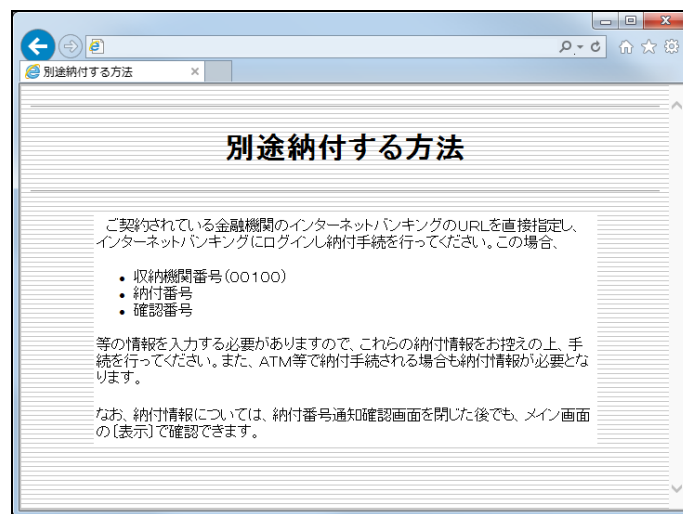 別途納付する方法
別途納付する方法
ご契約されている金融機関のインターネットバンキングのURLを直接指定し、
インターネットバンキングにログインし納付手続を行ってください。この場合、
• 収納機関番号(00100)
• 納付番号
• 確認番号
等の情報を入力する必要がありますので、これらの納付情報をお控えの上、手
続を行ってください。また、ATM等で納付手続される場合も納付情報が必要とな
ります。
なお、納付情報については、納付番号通知確認画面を閉じた後でも、メイン画面
の〔表示〕で確認できます。